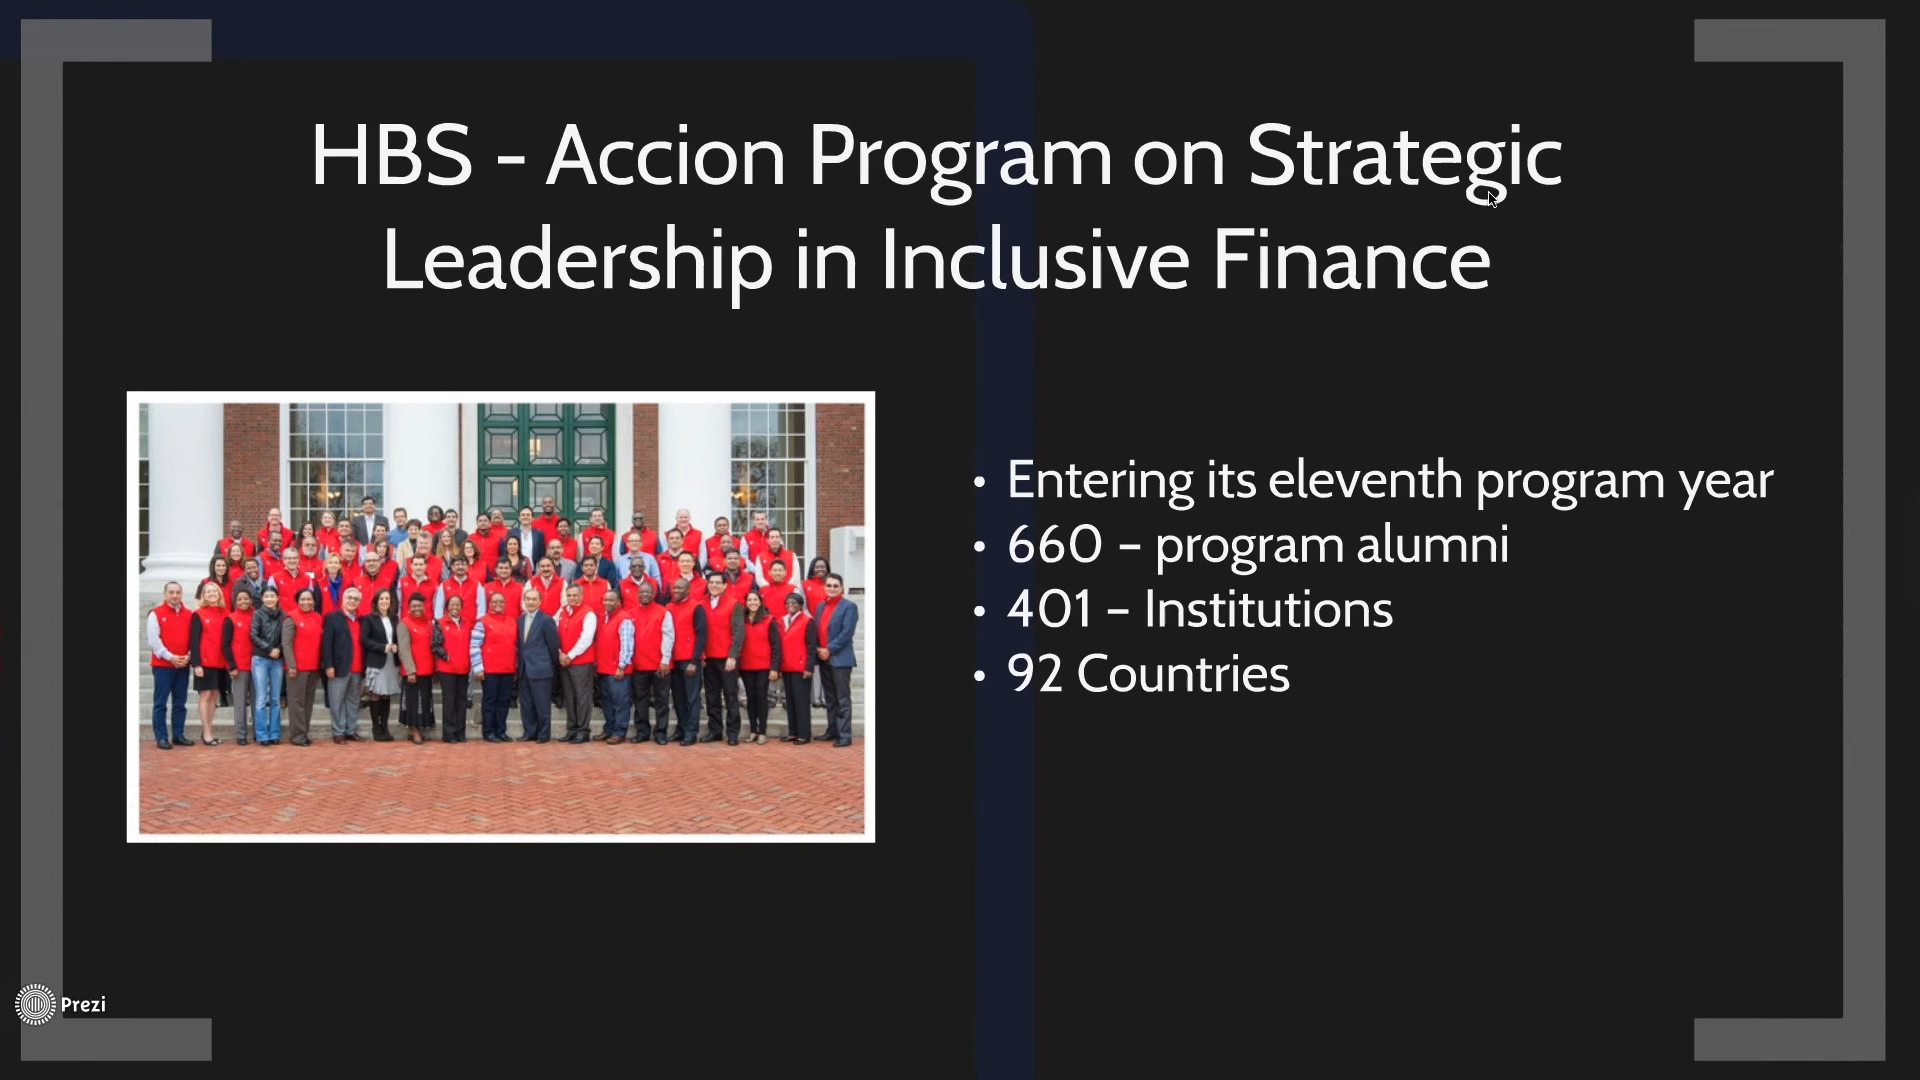 HBS - Accion Program on Strategic
Leadership in Inclusive Finance
• Entering its eleventh program year
• 660 – program alumni
• 401 – Institutions
• 92 Countries
Prezi